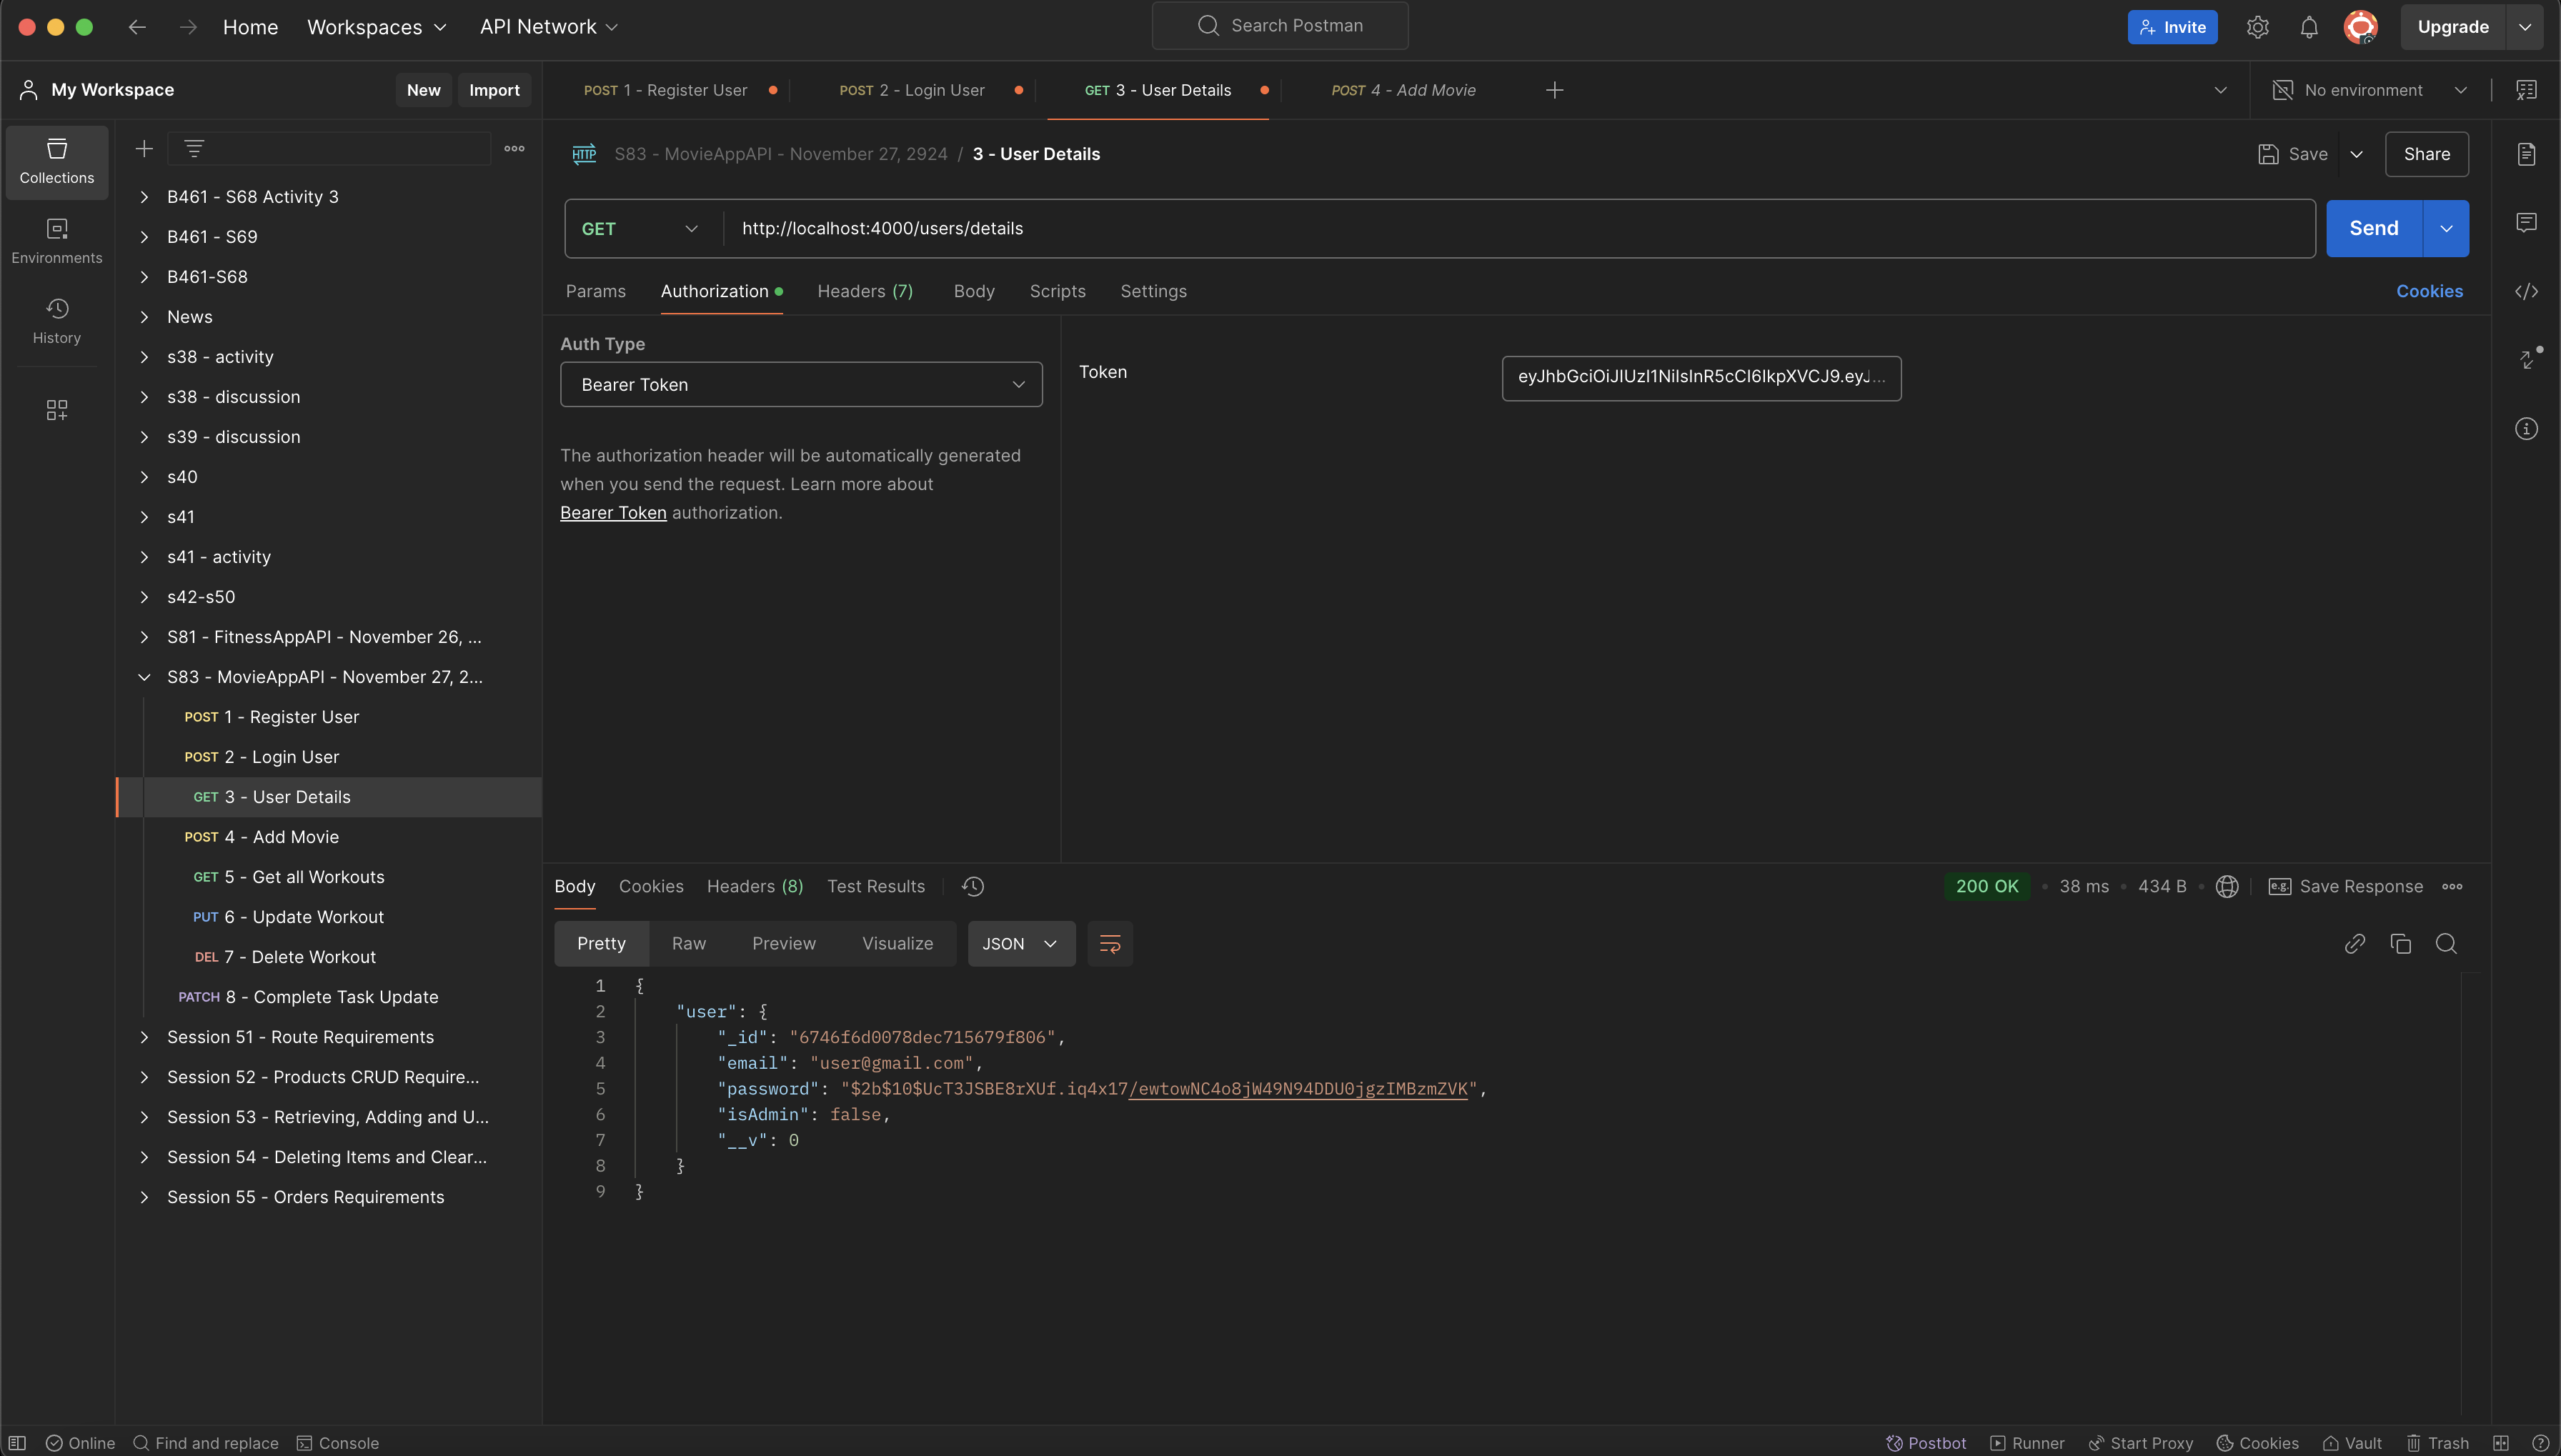 Home
Workspaces
API Network
Search Postman
Invite
Upgrade
My Workspace
New
Import
POST 1 - Register User
POST 2 - Login User
GET 3 - User Details
POST 4 - Add Movie
No environment
Collections
Environments
History
B461 - S68 Activity 3
B461 - S69
B461-S68
News
s38 - activity
s38 - discussion
s39 - discussion
s40
s41
s41 - activity
s42-s50
S81 - FitnessAppAPI - November 26, ...
S83 - MovieAppAPI - November 27, 2...
POST 1 - Register User
POST 2 - Login User
GET 3 - User Details
POST 4 - Add Movie
GET 5 - Get all Workouts
PUT 6 - Update Workout
DEL 7 - Delete Workout
PATCH 8 - Complete Task Update
Session 51 - Route Requirements
Session 52 - Products CRUD Require...
Session 53 - Retrieving, Adding and U...
Session 54 - Deleting Items and Clear...
Session 55 - Orders Requirements
HTTP S83 - MovieAppAPI - November 27, 2924 / 3 - User Details
Save
Share
GET
http://localhost:4000/users/details
Send
Params
Authorization
Headers (7)
Body
Scripts
Settings
Cookies
Auth Type
Bearer Token
The authorization header will be automatically generated
when you send the request. Learn more about
Bearer Token authorization.
Token
eyJhbGciOiJIUzI1NiIsInR5cCI6IkpXVCJ9.eyJ...
Body
Cookies
Headers (8)
Test Results
200 OK
38 ms
434 B
e.g. Save Response
Pretty
Raw
Preview
Visualize
JSON
1 {
2 "user": {
3 "_id": "6746f6d0078dec715679f806",
4 "email": "user@gmail.com",
5 "password": "$2b$10$UcT3JSBE8rXUf.iq4x17/ewtowNC4o8jW49N94DDU0jgzIMBzmZVK",
6 "isAdmin": false,
7 "__v": 0
8 }
9 }
Online
Find and replace
Console
Postbot
Runner
Start Proxy
Cookies
Vault
Trash